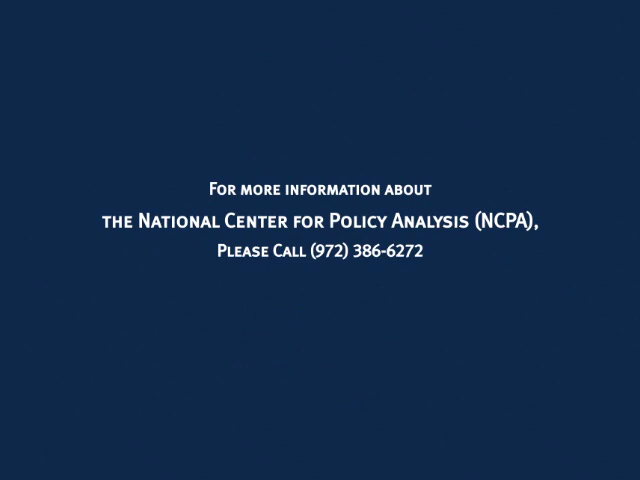 For more information about
the National Center for Policy Analysis (NCPA),
Please Call (972) 386-6272